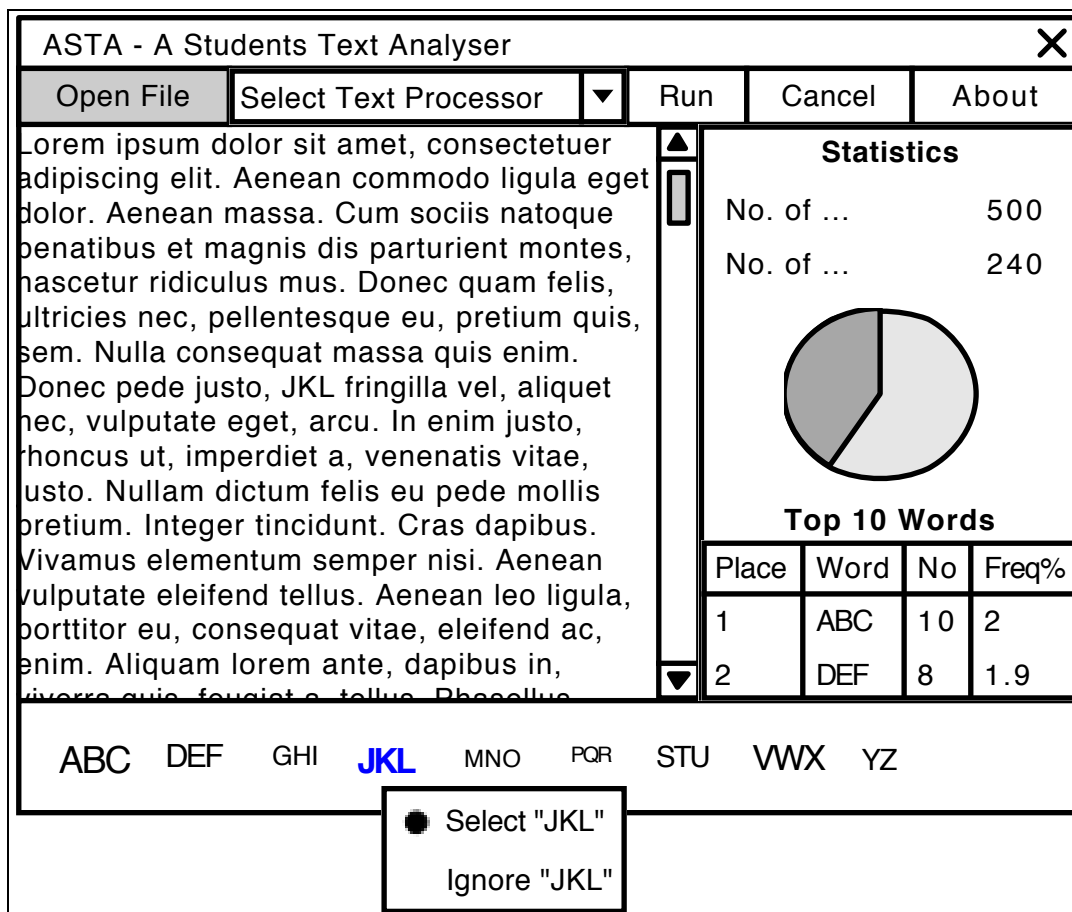 ASTA - A Students Text Analyser
Open File Select Text Processor Run Cancel About
Lorem ipsum dolor sit amet, consectetuer
adipiscing elit. Aenean commodo ligula eget
dolor. Aenean massa. Cum sociis natoque
penatibus et magnis dis parturient montes,
nascetur ridiculus mus. Donec quam felis,
ultricies nec, pellentesque eu, pretium quis,
sem. Nulla consequat massa quis enim.
Donec pede justo, JKL fringilla vel, aliquet
nec, vulputate eget, arcu. In enim justo,
rhoncus ut, imperdiet a, venenatis vitae,
justo. Nullam dictum felis eu pede mollis
pretium. Integer tincidunt. Cras dapibus.
Vivamus elementum semper nisi. Aenean
vulputate eleifend tellus. Aenean leo ligula,
porttitor eu, consequat vitae, eleifend ac,
enim. Aliquam lorem ante, dapibus in,
viverra quis, feugiat a, tellus. Phasellus
Statistics
No. of ... 500
No. of ... 240
Top 10 Words
Place Word No Freq%
1 ABC 10 2
2 DEF 8 1.9
ABC DEF GHI JKL MNO PQR STU VWX YZ
Select "JKL"
Ignore "JKL"